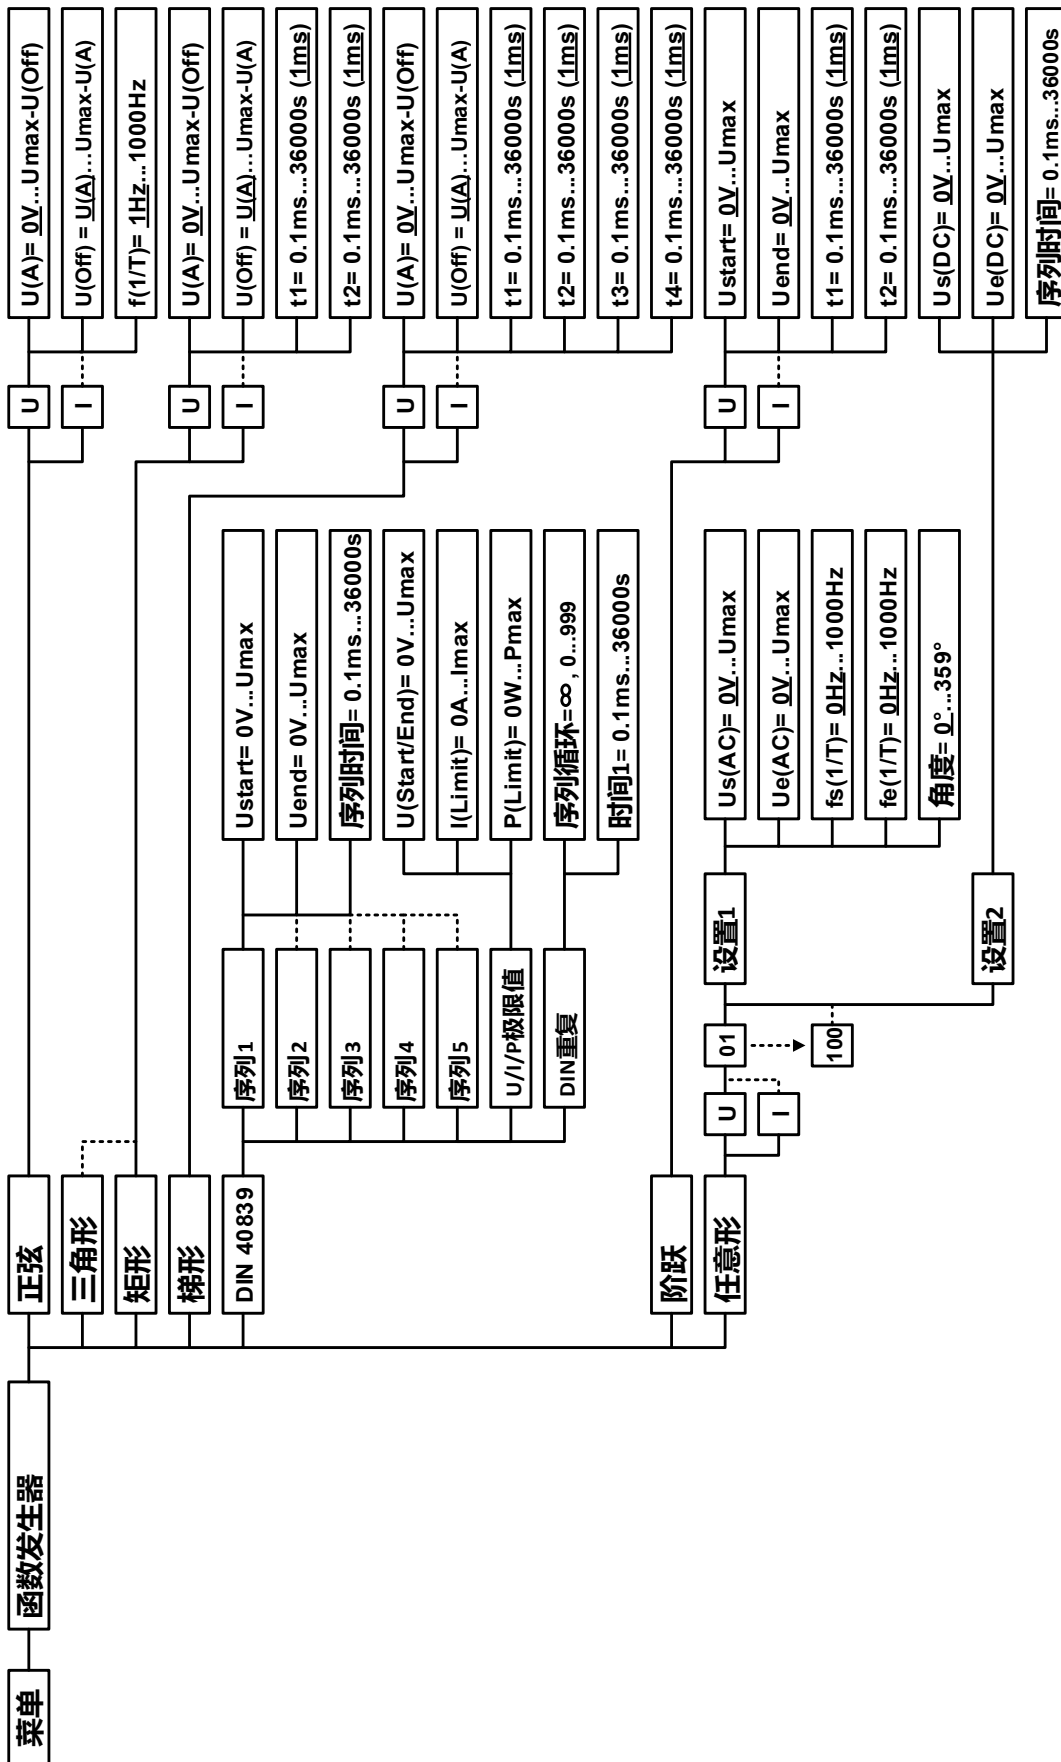 菜单
函数发生器
正弦
三角形
矩形
梯形
DIN 40839
阶跃
任意形
U
I
U(A)= 0V...Umax-U(Off)
U(Off) = U(A)...Umax-U(A)
f(1/T)= 1Hz...1000Hz
U
I
U(A)= 0V...Umax-U(Off)
U(Off) = U(A)...Umax-U(A)
t1= 0.1ms...36000s (1ms)
t2= 0.1ms...36000s (1ms)
U
I
U(A)= 0V...Umax-U(Off)
U(Off) = U(A)...Umax-U(A)
t1= 0.1ms...36000s (1ms)
t2= 0.1ms...36000s (1ms)
t3= 0.1ms...36000s (1ms)
t4= 0.1ms...36000s (1ms)
序列1
序列2
序列3
序列4
序列5
U/I/P极限值
DIN重复
Ustart= 0V...Umax
Uend= 0V...Umax
序列时间= 0.1ms...36000s
U(Start/End)= 0V...Umax
I(Limit)= 0A...Imax
P(Limit)= 0W...Pmax
序列循环=∞, 0...999
时间1= 0.1ms...36000s
U
I
Ustart= 0V...Umax
Uend= 0V...Umax
t1= 0.1ms...36000s (1ms)
t2= 0.1ms...36000s (1ms)
U
I
01
100
设置1
设置2
Us(AC)= 0V...Umax
Ue(AC)= 0V...Umax
fs(1/T)= 0Hz...1000Hz
fe(1/T)= 0Hz...1000Hz
角度= 0°...359°
Us(DC)= 0V...Umax
Ue(DC)= 0V...Umax
序列时间= 0.1ms...36000s